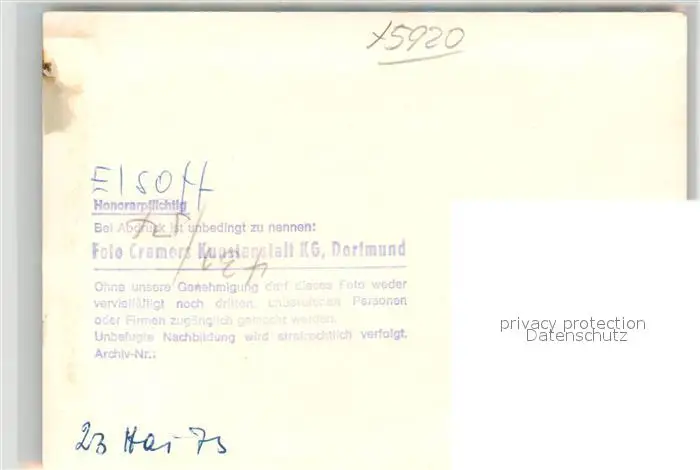 x5920
Elsoff
Honorarpflichtig
Bei Abdruck ist unbedingt zu nennen:
Foto Cramers Kunstanstalt KG, Dortmund
Ohne unsere Genehmigung darf dieses Foto weder
vervielfältigt noch dritten, unbefugten Personen
oder Firmen zugänglich gemacht werden.
Unbefugte Nachbildung wird strafrechtlich verfolgt.
Archiv-Nr.:
privacy protection
Datenschutz
23 Mai 73